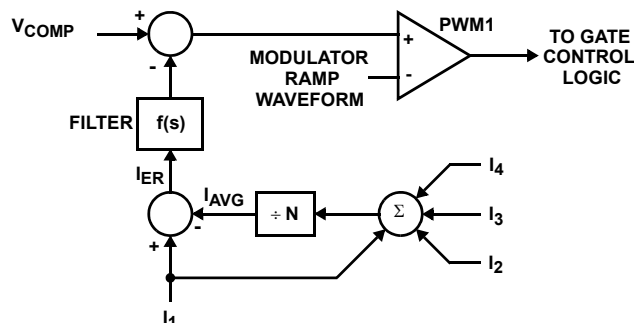 V_COMP
+
-
PWM1
+
-
MODULATOR
RAMP
WAVEFORM
TO GATE
CONTROL
LOGIC
FILTER
f(s)
I_ER
I_AVG
÷ N
Σ
I_4
I_3
I_2
+
-
I_1